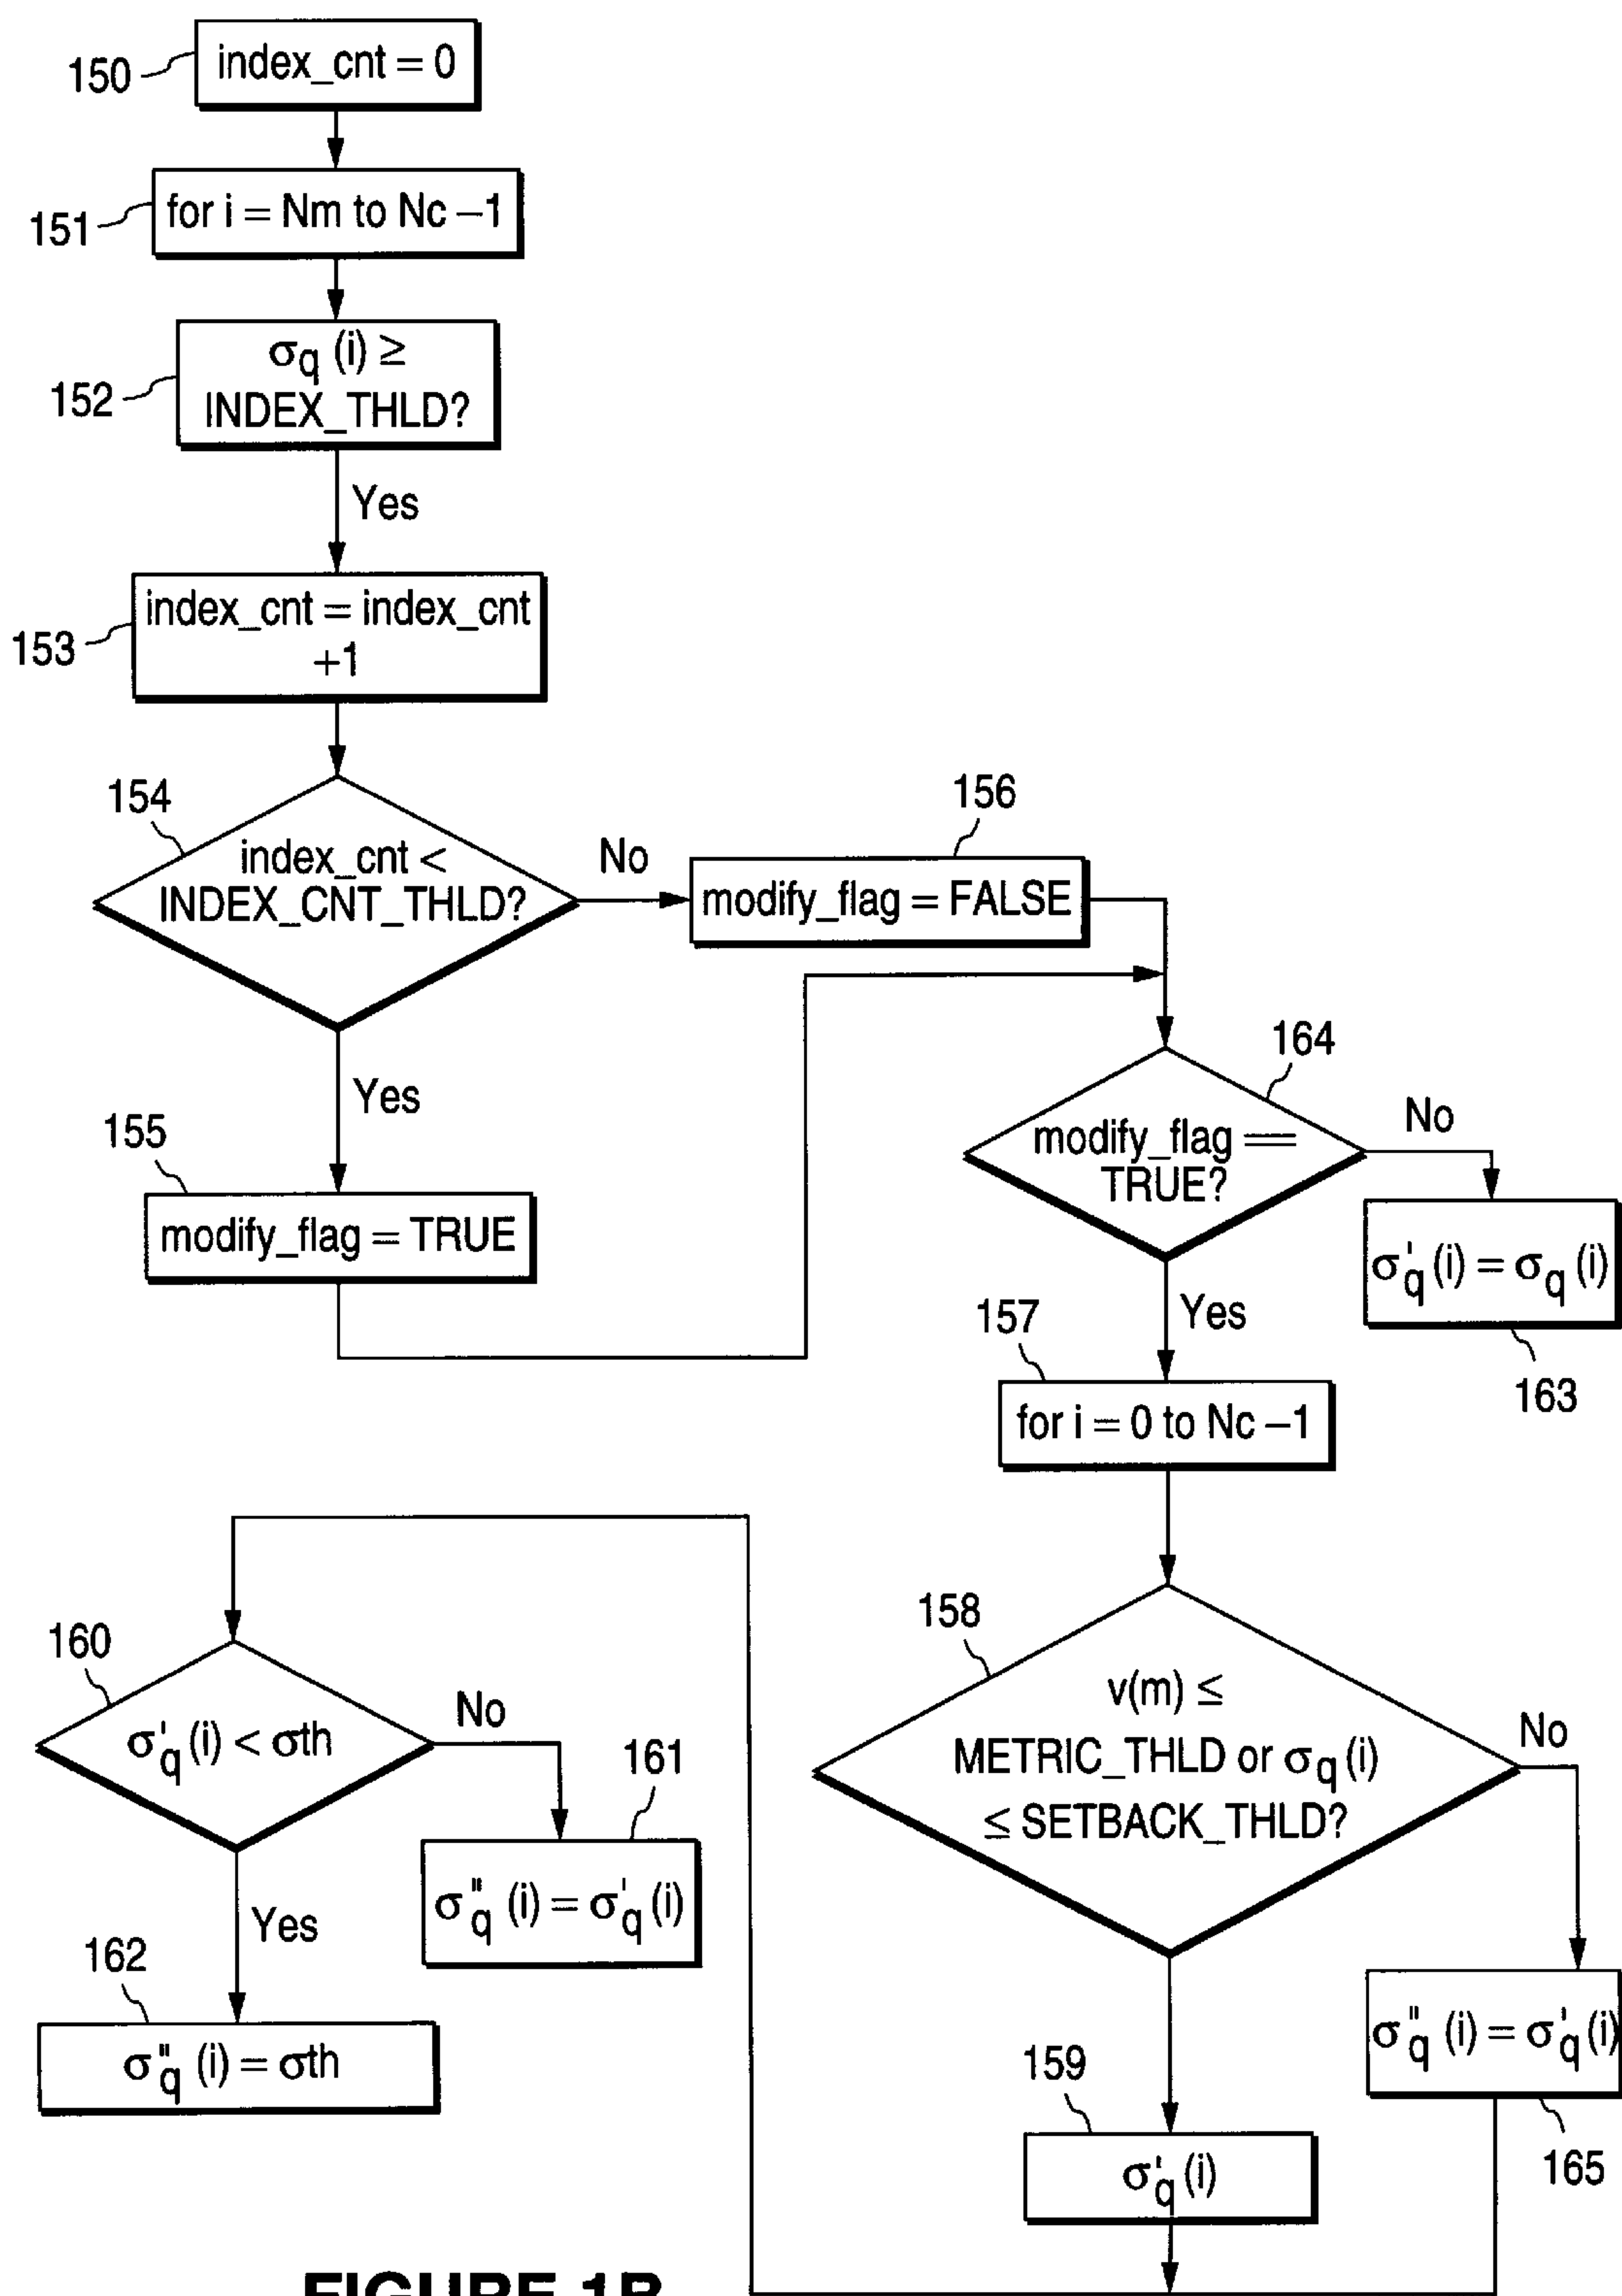 150
index_cnt = 0
151
for i = Nm to Nc –1
152
σq (i) ≥
INDEX_THLD?
Yes
153
index_cnt = index_cnt
+1
154
index_cnt <
INDEX_CNT_THLD?
No
156
modify_flag = FALSE
Yes
155
modify_flag = TRUE
164
modify_flag ==
TRUE?
No
σ'q (i) = σq (i)
163
Yes
157
for i = 0 to Nc –1
158
v(m) ≤
METRIC_THLD or σq (i)
≤ SETBACK_THLD?
No
σ"q (i) = σ'q (i)
165
159
σ'q (i)
160
σ'q (i) < σth
No
161
σ"q (i) = σ'q (i)
Yes
162
σ"q (i) = σth
FIGURE 1B